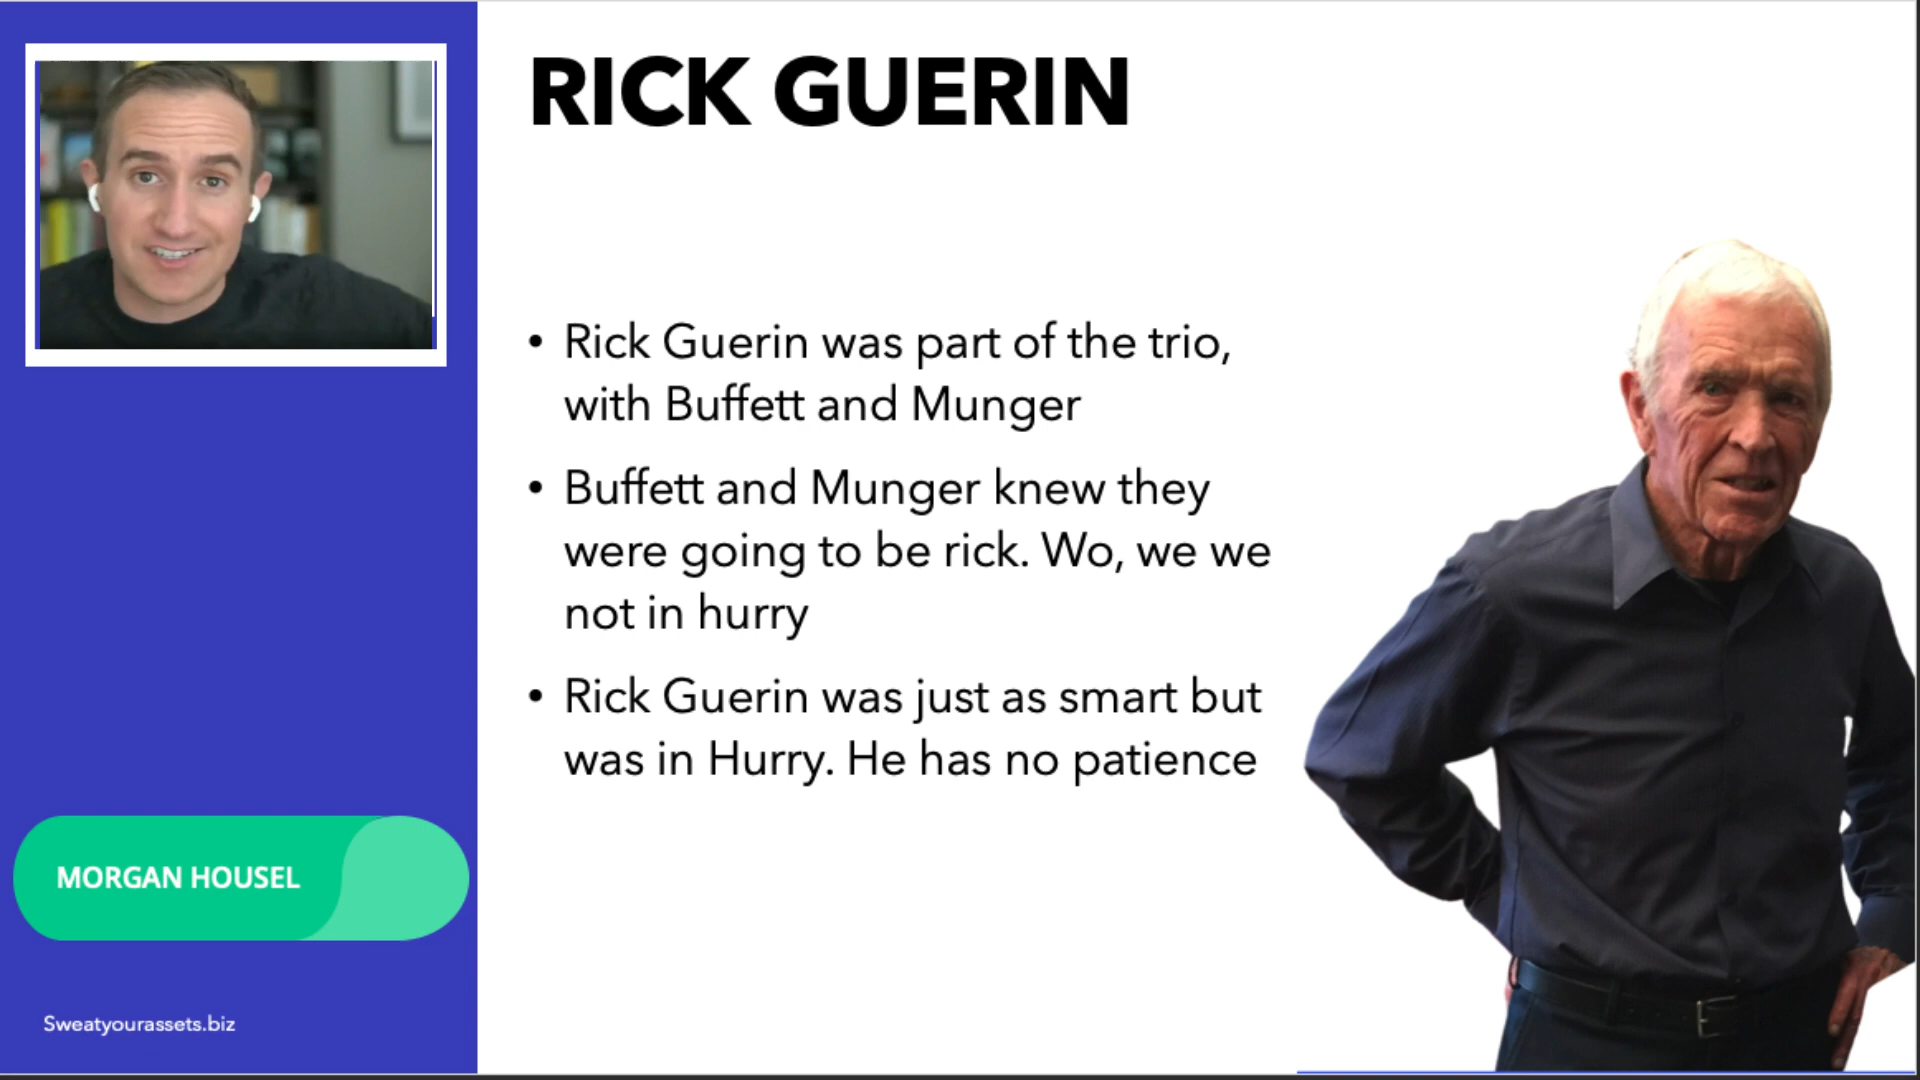 RICK GUERIN
• Rick Guerin was part of the trio,
with Buffett and Munger
• Buffett and Munger knew they
were going to be rick. Wo, we we
not in hurry
• Rick Guerin was just as smart but
was in Hurry. He has no patience
MORGAN HOUSEL
Sweatyourassets.biz